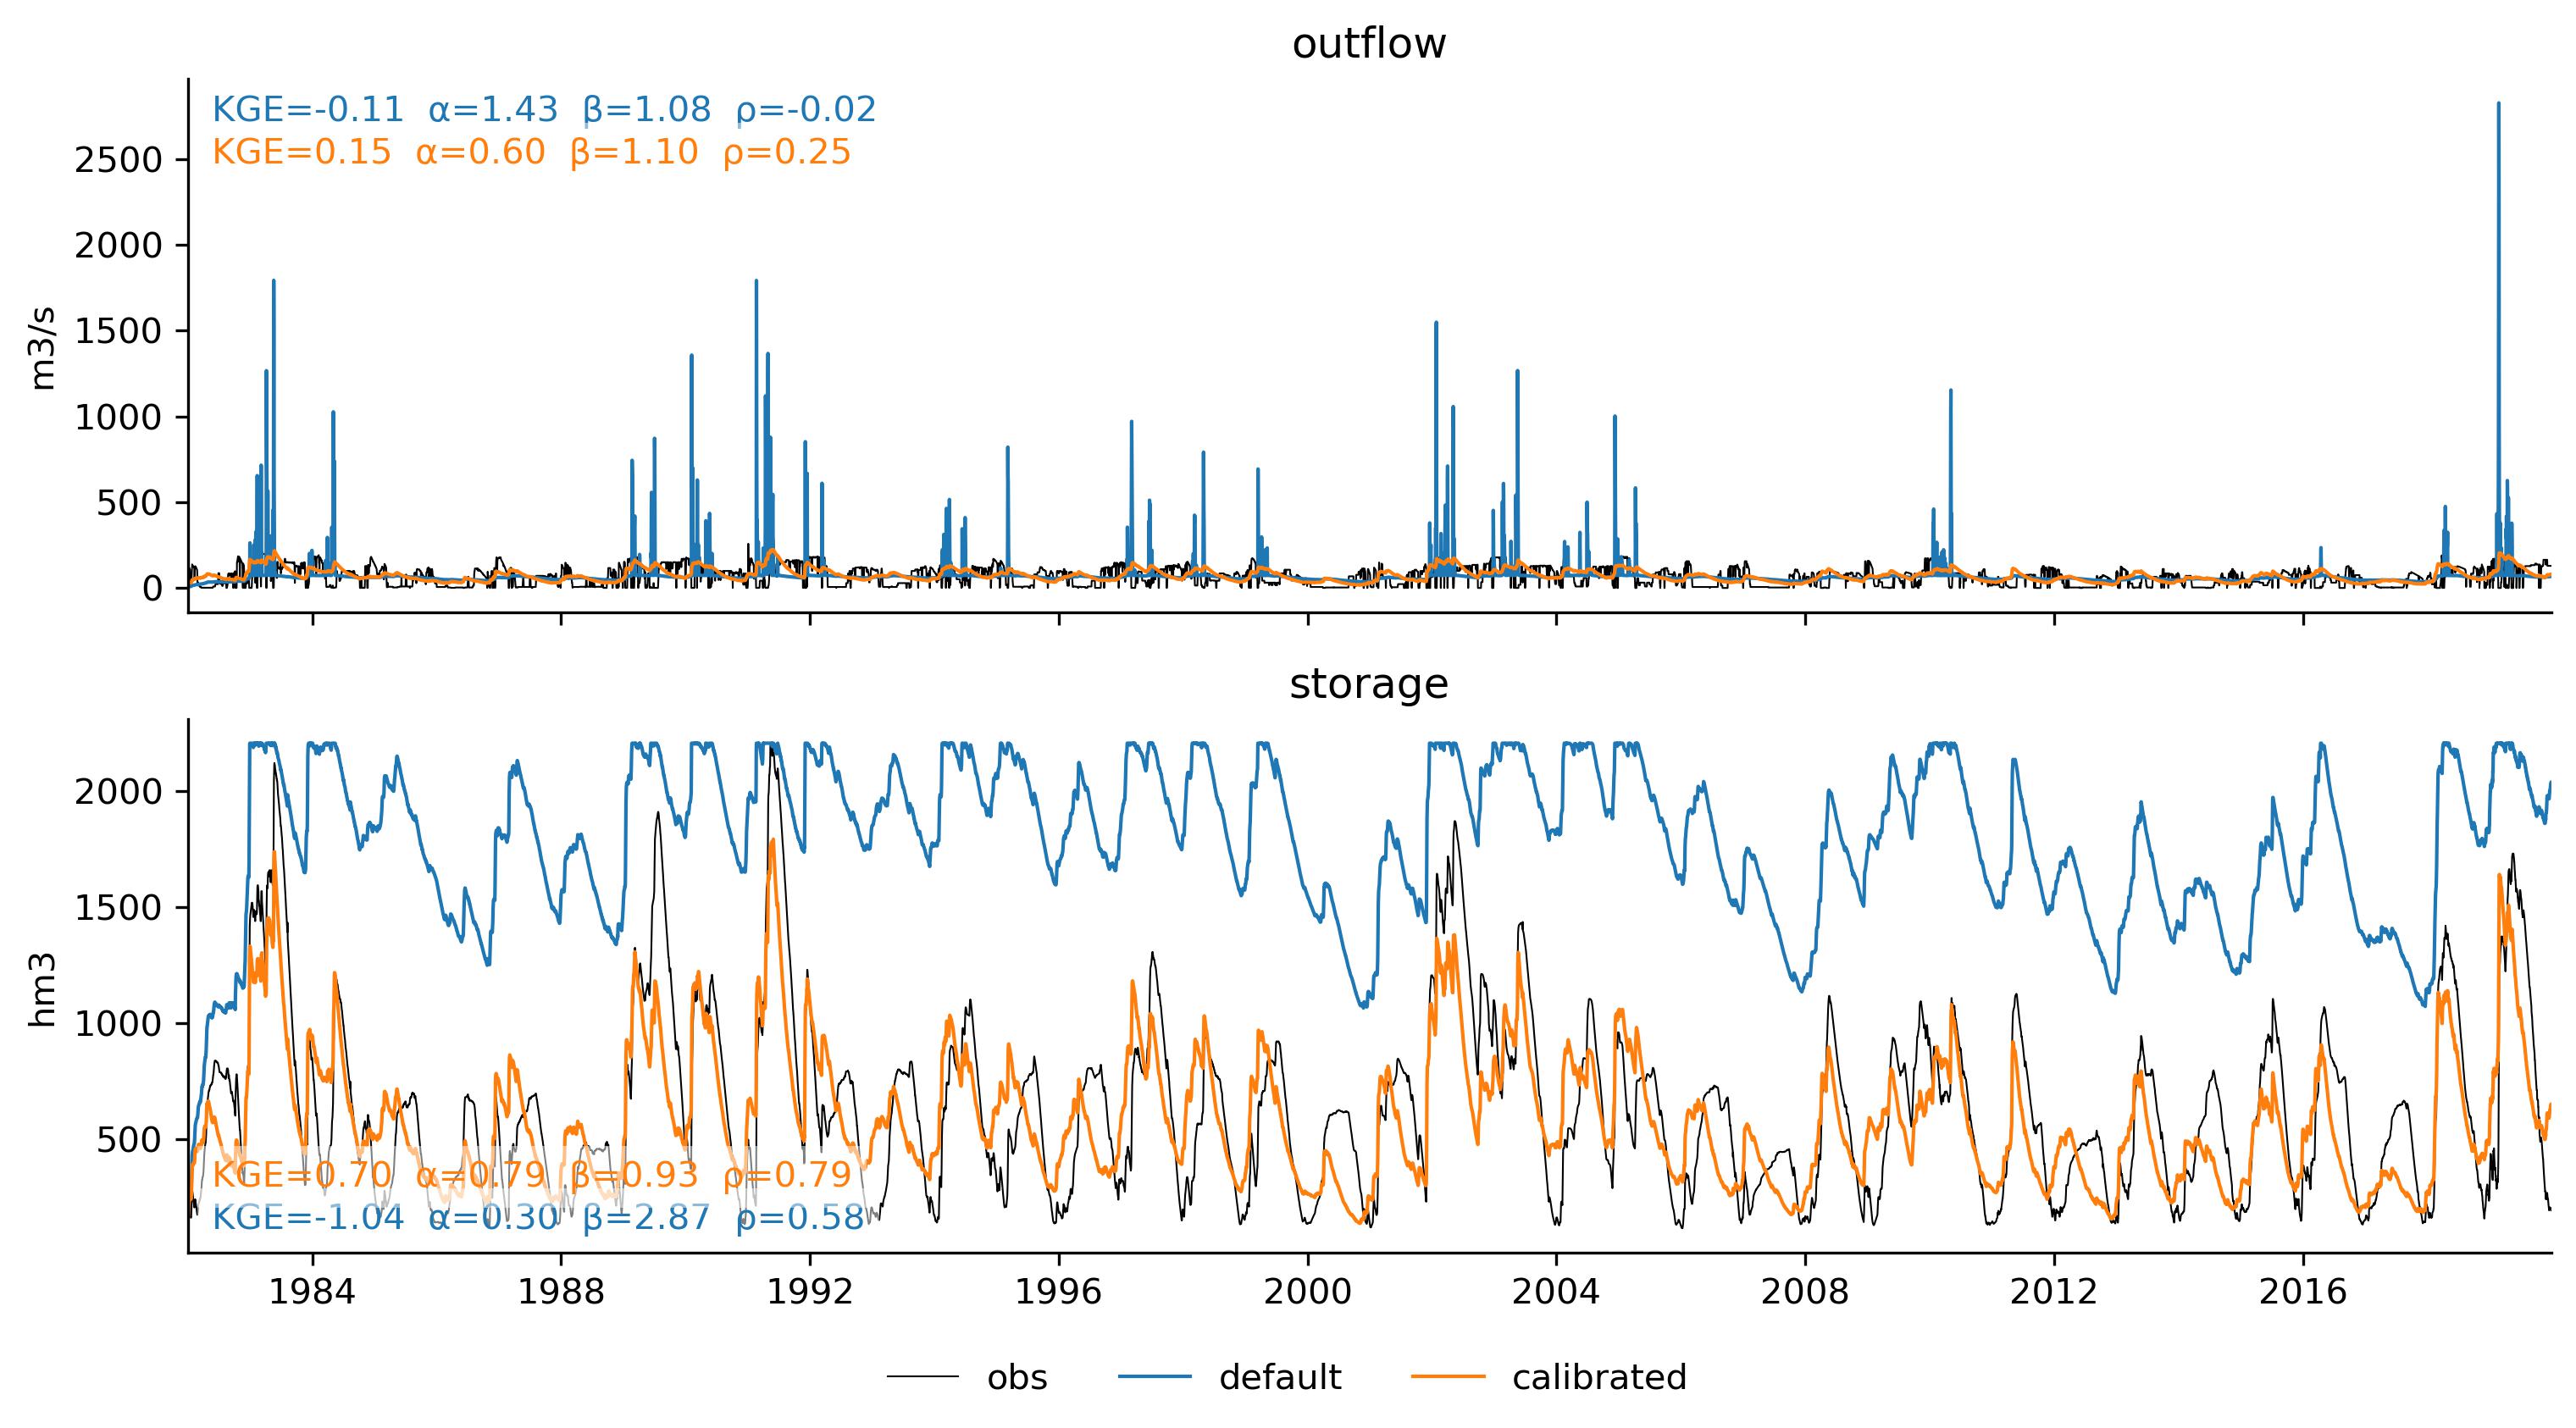 outflow
KGE=-0.11 α=1.43 β=1.08 ρ=-0.02
KGE=0.15 α=0.60 β=1.10 ρ=0.25
2500
2000
1500
1000
500
0
m3/s
storage
2000
1500
1000
500
hm3
KGE=0.70 α=0.79 β=0.93 ρ=0.79
KGE=-1.04 α=0.30 β=2.87 ρ=0.58
1984 1988 1992 1996 2000 2004 2008 2012 2016
obs default calibrated